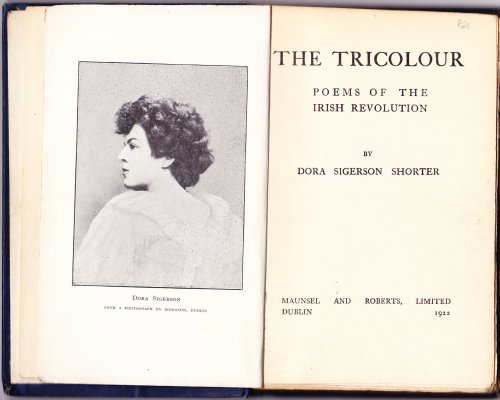 Dora Sigerson
FROM A PHOTOGRAPH BY ROBINSON, DUBLIN
821
THE TRICOLOUR
POEMS OF THE
IRISH REVOLUTION
BY
DORA SIGERSON SHORTER
MAUNSEL AND ROBERTS, LIMITED
DUBLIN 1922